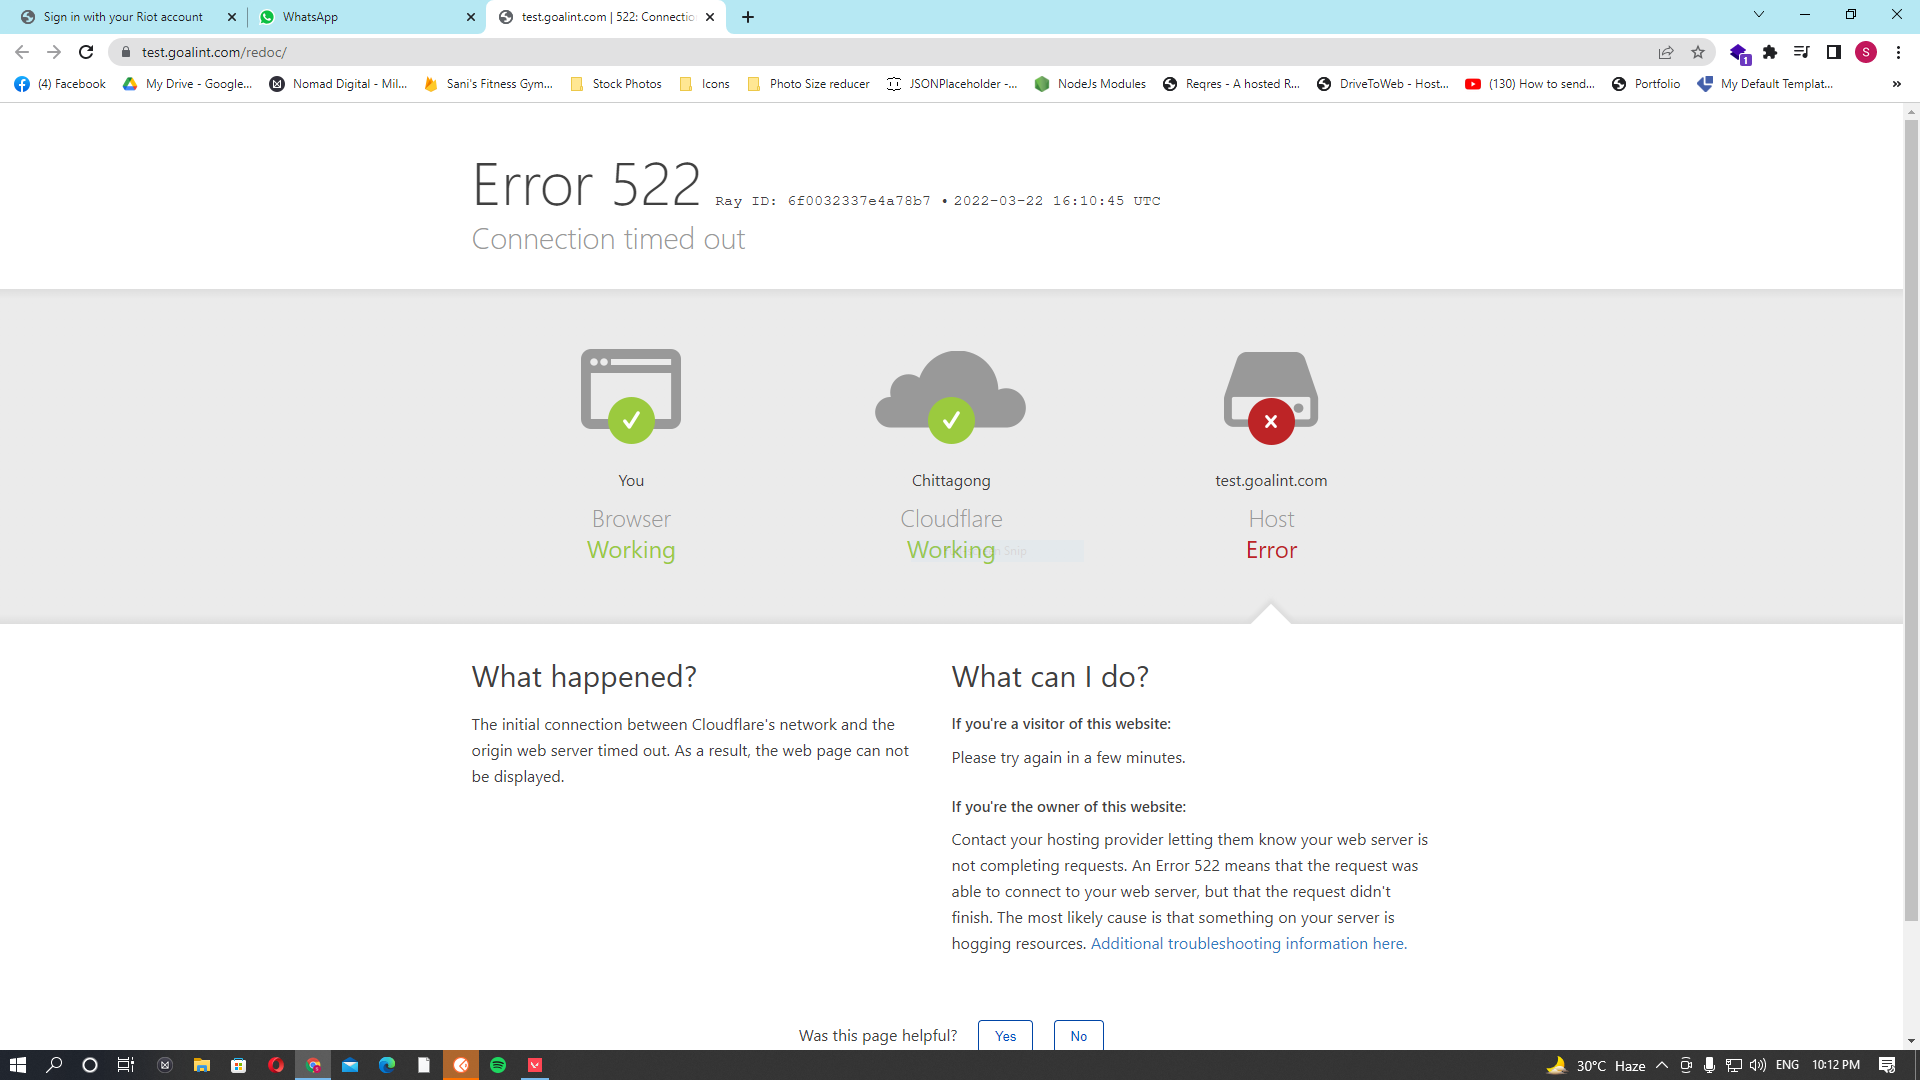 Sign in with your Riot account
WhatsApp
test.goalint.com | 522: Connectio
test.goalint.com/redoc/
1
S
(4) Facebook
My Drive - Google...
Nomad Digital - Mil...
Sani's Fitness Gym...
Stock Photos
Icons
Photo Size reducer
JSONPlaceholder -...
NodeJs Modules
Reqres - A hosted R...
DriveToWeb - Host...
(130) How to send...
Portfolio
My Default Templat...
»
Error 522 Ray ID: 6f0032337e4a78b7 • 2022-03-22 16:10:45 UTC
Connection timed out
You
Browser
Working
Chittagong
Cloudflare
Working
Snip
test.goalint.com
Host
Error
What happened?
The initial connection between Cloudflare's network and the
origin web server timed out. As a result, the web page can not
be displayed.
What can I do?
If you're a visitor of this website:
Please try again in a few minutes.
If you're the owner of this website:
Contact your hosting provider letting them know your web server is
not completing requests. An Error 522 means that the request was
able to connect to your web server, but that the request didn't
finish. The most likely cause is that something on your server is
hogging resources. Additional troubleshooting information here.
Was this page helpful?
Yes
No
30°C Haze
ENG
10:12 PM